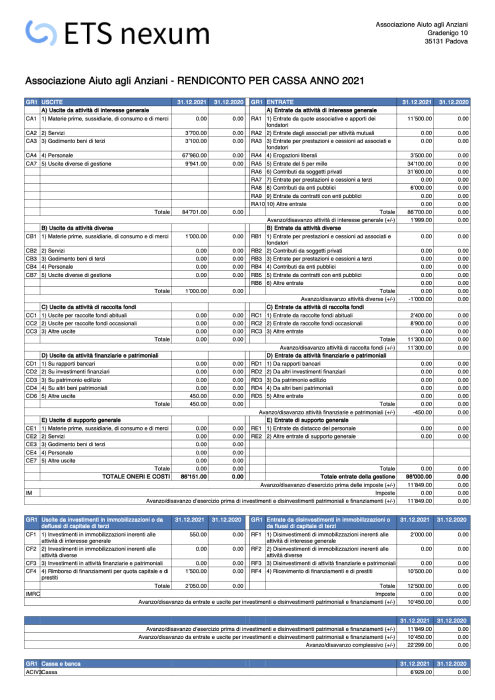 ETS nexum
Associazione Aiuto agli Anziani
Gradenigo 10
35131 Padova
Associazione Aiuto agli Anziani - RENDICONTO PER CASSA ANNO 2021
GR1 USCITE 31.12.2021 31.12.2020 GR1 ENTRATE 31.12.2021 31.12.2020
A) Uscite da attività di interesse generale A) Entrate da attività di interesse generale
CA1 1) Materie prime, sussidiarie, di consumo e di merci 0.00 0.00 RA1 1) Entrate da quote associative e apporti dei fondatori 11'500.00 0.00
CA2 2) Servizi 3'700.00 0.00 RA2 2) Entrate dagli associati per attività mutuali 0.00 0.00
CA3 3) Godimento beni di terzi 3'100.00 0.00 RA3 3) Entrate per prestazioni e cessioni ad associati e fondatori 0.00 0.00
CA4 4) Personale 67'960.00 0.00 RA4 4) Erogazioni liberali 3'500.00 0.00
CA7 5) Uscite diverse di gestione 9'941.00 0.00 RA5 5) Entrate del 5 per mille 34'100.00 0.00
RA6 6) Contributi da soggetti privati 31'600.00 0.00
RA7 7) Entrate per prestazioni e cessioni a terzi 0.00 0.00
RA8 8) Contributi da enti pubblici 6'000.00 0.00
RA9 9) Entrate da contratti con enti pubblici 0.00 0.00
RA10 10) Altre entrate 0.00 0.00
Totale 84'701.00 0.00 Totale 86'700.00 0.00
Avanzo/disavanzo attività di interesse generale (+/-) 1'999.00 0.00
B) Uscite da attività diverse B) Entrate da attività diverse
CB1 1) Materie prime, sussidiarie, di consumo e di merci 1'000.00 0.00 RB1 1) Entrate per prestazioni e cessioni ad associati e fondatori 0.00 0.00
CB2 2) Servizi 0.00 0.00 RB2 2) Contributi da soggetti privati 0.00 0.00
CB3 3) Godimento beni di terzi 0.00 0.00 RB3 3) Entrate per prestazioni e cessioni a terzi 0.00 0.00
CB4 4) Personale 0.00 0.00 RB4 4) Contributi da enti pubblici 0.00 0.00
CB7 5) Uscite diverse di gestione 0.00 0.00 RB5 5) Entrate da contratti con enti pubblici 0.00 0.00
RB6 6) Altre entrate 0.00 0.00
Totale 1'000.00 0.00 Totale 0.00 0.00
Avanzo/disavanzo attività diverse (+/-) -1'000.00 0.00
C) Uscite da attività di raccolta fondi C) Entrate da attività di raccolta fondi
CC1 1) Uscite per raccolte fondi abituali 0.00 0.00 RC1 1) Entrate da raccolta fondi abituali 2'400.00 0.00
CC2 2) Uscite per raccolte fondi occasionali 0.00 0.00 RC2 2) Entrate da raccolta fondi occasionali 8'900.00 0.00
CC3 3) Altre uscite 0.00 0.00 RC3 3) Altre entrate 0.00 0.00
Totale 0.00 0.00 Totale 11'300.00 0.00
Avanzo/disavanzo attività di raccolta fondi (+/-) 11'300.00 0.00
D) Uscite da attività finanziarie e patrimoniali D) Entrate da attività finanziarie e patrimoniali
CD1 1) Su rapporti bancari 0.00 0.00 RD1 1) Da rapporti bancari 0.00 0.00
CD2 2) Su investimenti finanziari 0.00 0.00 RD2 2) Da altri investimenti finanziari 0.00 0.00
CD3 3) Su patrimonio edilizio 0.00 0.00 RD3 3) Da patrimonio edilizio 0.00 0.00
CD4 4) Su altri beni patrimoniali 0.00 0.00 RD4 4) Da altri beni patrimoniali 0.00 0.00
CD6 5) Altre uscite 450.00 0.00 RD5 5) Altre entrate 0.00 0.00
Totale 450.00 0.00 Totale 0.00 0.00
Avanzo/disavanzo attività finanziarie e patrimoniali (+/-) -450.00 0.00
E) Uscite di supporto generale E) Entrate di supporto generale
CE1 1) Materie prime, sussidiarie, di consumo e di merci 0.00 0.00 RE1 1) Entrate da distacco del personale 0.00 0.00
CE2 2) Servizi 0.00 0.00 RE2 2) Altre entrate di supporto generale 0.00 0.00
CE3 3) Godimento beni di terzi 0.00 0.00
CE4 4) Personale 0.00 0.00
CE7 5) Altre uscite 0.00 0.00
Totale 0.00 0.00 Totale 0.00 0.00
TOTALE ONERI E COSTI 86'151.00 0.00 Totale entrate della gestione 98'000.00 0.00
Avanzo/disavanzo d'esercizio prima delle imposte (+/-) 11'849.00 0.00
IM Imposte 0.00 0.00
Avanzo/disavanzo d'esercizio prima di investimenti e disinvestimenti patrimoniali e finanziamenti (+/-) 11'849.00 0.00
GR1 Uscite da investimenti in immobilizzazioni o da deflussi di capitale di terzi 31.12.2021 31.12.2020 GR1 Entrate da disinvestimenti in immobilizzazioni o da flussi di capitale di terzi 31.12.2021 31.12.2020
CF1 1) Investimenti in immobilizzazioni inerenti alle attività di interesse generale 550.00 0.00 RF1 1) Disinvestimenti di immobilizzazioni inerenti alle attività di interesse generale 2'000.00 0.00
CF2 2) Investimenti in immobilizzazioni inerenti alle attività diverse 0.00 0.00 RF2 2) Disinvestimenti di immobilizzazioni inerenti alle attività diverse 0.00 0.00
CF3 3) Investimenti in attività finanziarie e patrimoniali 0.00 0.00 RF3 3) Disinvestimenti di attività finanziarie e patrimoniali 0.00 0.00
CF4 4) Rimborso di finanziamenti per quota capitale e di prestiti 1'500.00 0.00 RF4 4) Ricevimento di finanziamenti e di prestiti 10'500.00 0.00
Totale 2'050.00 0.00 Totale 12'500.00 0.00
IMRC Imposte 0.00 0.00
Avanzo/disavanzo da entrate e uscite per investimenti e disinvestimenti patrimoniali e finanziamenti (+/-) 10'450.00 0.00
31.12.2021 31.12.2020
Avanzo/disavanzo d'esercizio prima di investimenti e disinvestimenti patrimoniali e finanziamenti (+/-) 11'849.00 0.00
Avanzo/disavanzo da entrate e uscite per investimenti e disinvestimenti patrimoniali e finanziamenti (+/-) 10'450.00 0.00
Avanzo/disavanzo complessivo (+/-) 22'299.00 0.00
GR1 Cassa e banca 31.12.2021 31.12.2020
ACIV3 Cassa 6'929.00 0.00